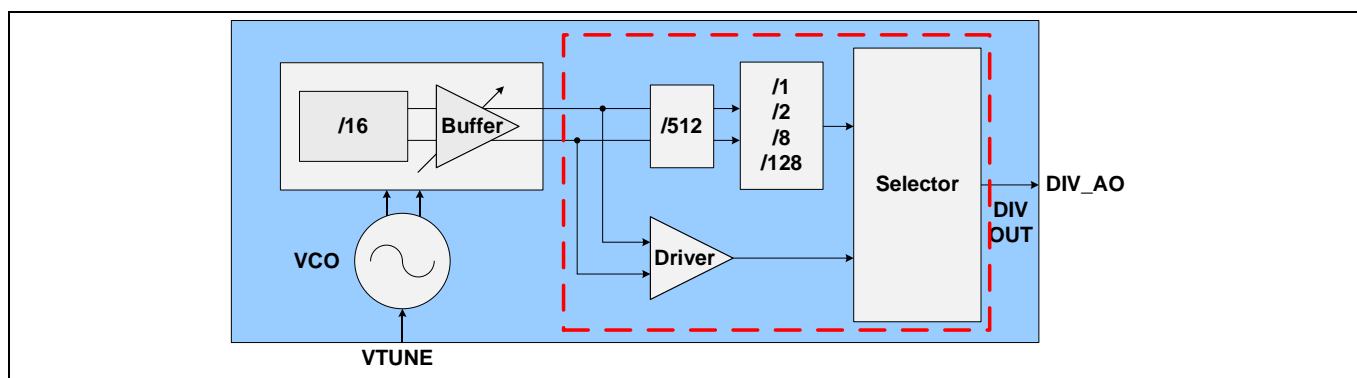 /16
Buffer
/512
/1
/2
/8
/128
Selector
DIV_AO
DIV
OUT
Driver
VCO
VTUNE